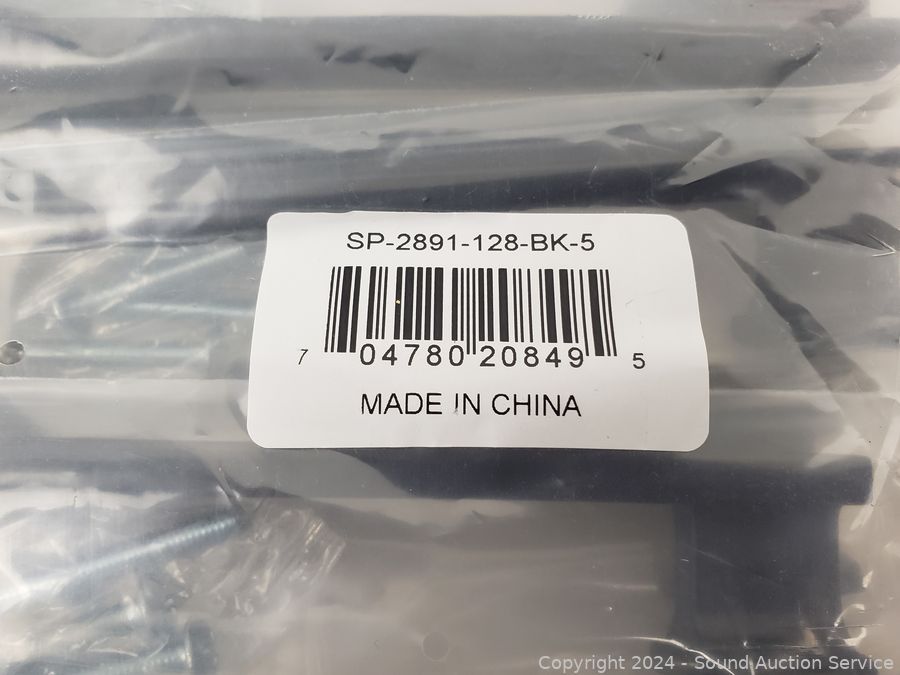 SP-2891-128-BK-5
7 04780 20849 5
MADE IN CHINA
Copyright 2024 - Sound Auction Service